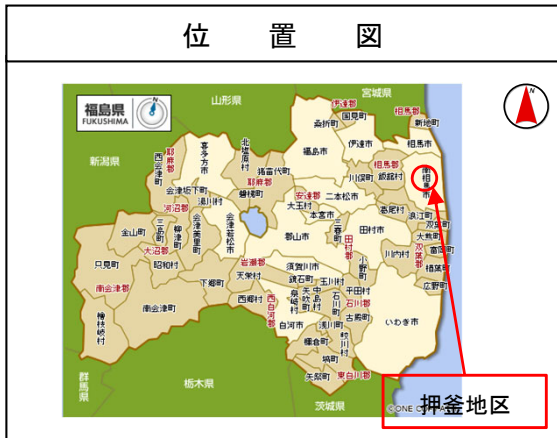 位 置 図
福島県
FUKUSHIMA
山形県
宮城県
新潟県
群馬県
栃木県
茨城県
伊達郡
国見町
桑折町
相馬郡
新地町
相馬市
伊達市
福島市
相馬郡
飯舘村
川俣町
南相馬市
北塩原村
喜多方市
耶麻郡
西会津町
猪苗代町
耶麻郡
磐梯町
安達郡
大玉村
二本松市
本宮市
葛尾村
浪江町
双葉町
大熊町
富岡町
双葉郡
楢葉町
広野町
川内村
田村市
三春町
田村郡
小野町
郡山市
会津坂下町
湯川村
河沼郡
柳津町
三島町
金山町
会津美里町
会津若松市
大沼郡
昭和村
只見町
南会津郡
南会津町
檜枝岐村
下郷町
岩瀬郡
天栄村
須賀川市
鏡石町
玉川村
平田村
石川郡
石川町
古殿町
中島村
矢吹町
泉崎村
西郷村
西白河郡
白河市
浅川町
棚倉町
鮫川村
塙町
矢祭町
東白川郡
いわき市
押釜地区